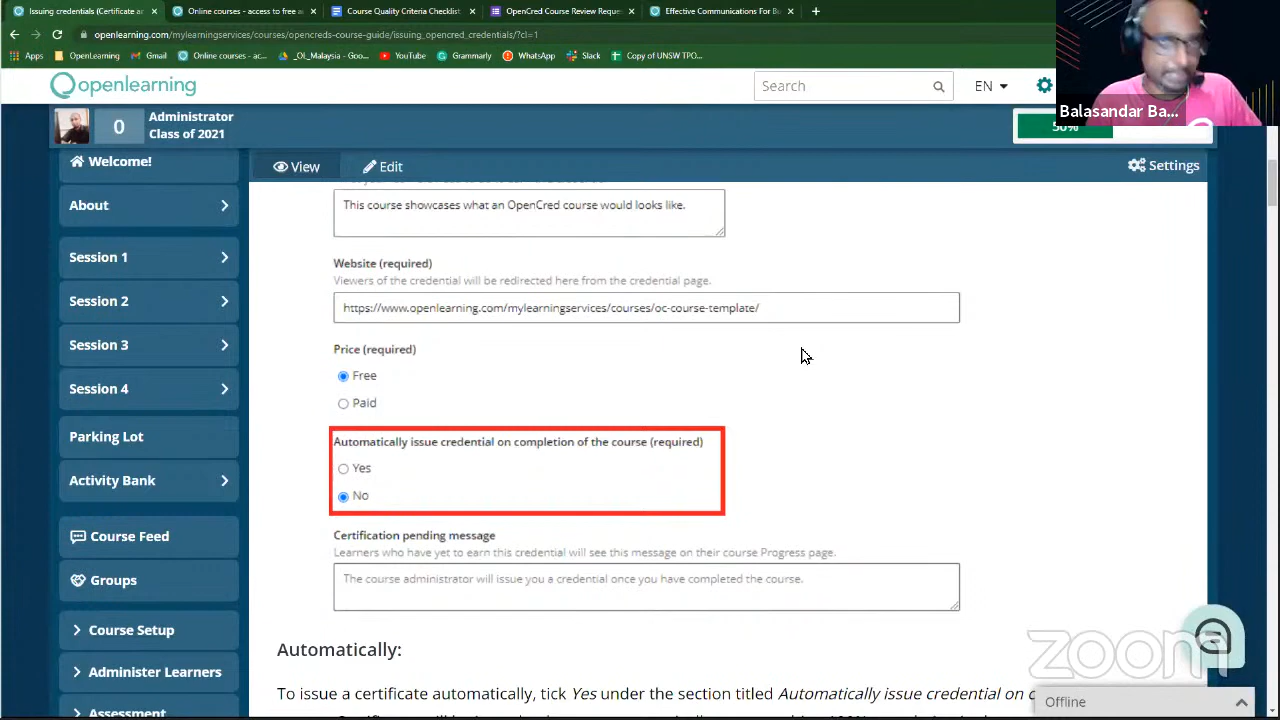 Issuing credentials (Certificate ar
Online courses - access to free au
Course Quality Criteria Checklist
OpenCred Course Review Reque
Effective Communications For B
openlearning.com/mylearningservices/courses/opencreds-course-guide/issuing_opencred_credentials/?cl=1
Apps
OpenLearning
Gmail
Online courses - ac...
_OL_Malaysia - Goo...
YouTube
Grammarly
WhatsApp
Slack
Copy of UNSW TPO...
openlearning
Search
EN
Balasandar Ba...
0
Administrator
Class of 2021
50%
Welcome!
View
Edit
Settings
About
This course showcases what an OpenCred course would looks like.
Session 1
Website (required)
Viewers of the credential will be redirected here from the credential page.
Session 2
https://www.openlearning.com/mylearningservices/courses/oc-course-template/
Session 3
Price (required)
Free
Session 4
Paid
Parking Lot
Automatically issue credential on completion of the course (required)
Yes
Activity Bank
No
Course Feed
Certification pending message
Learners who have yet to earn this credential will see this message on their course Progress page.
Groups
The course administrator will issue you a credential once you have completed the course.
Course Setup
Automatically:
zoom
Administer Learners
To issue a certificate automatically, tick Yes under the section titled Automatically issue credential on c
Offline
Assessment